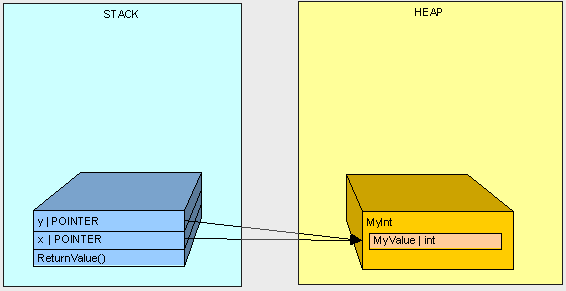 STACK
HEAP
y | POINTER
x | POINTER
ReturnValue()
MyInt
MyValue | int